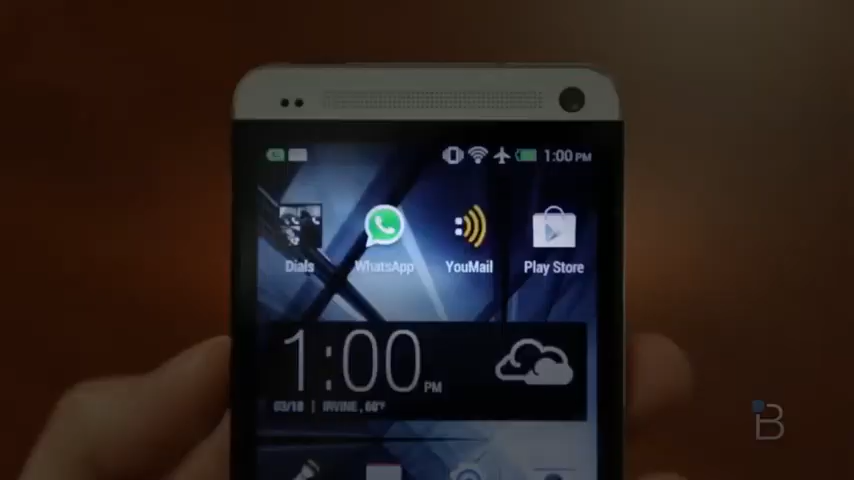 1:00 PM
Dials WhatsApp YouMail Play Store
1:00 PM
03/18 | IRVINE, 60°F
B